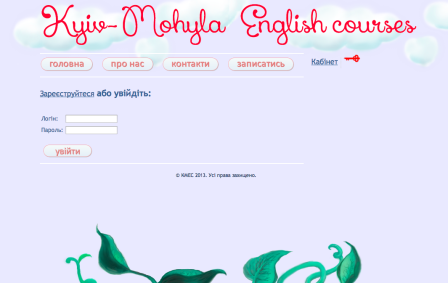 Kyiv-Mohyla English courses
головна про нас контакти записатись Кабінет
Зареєструйтеся або увійдіть:
Логін:
Пароль:
увійти
© KAEC 2013. Усі права захищено.